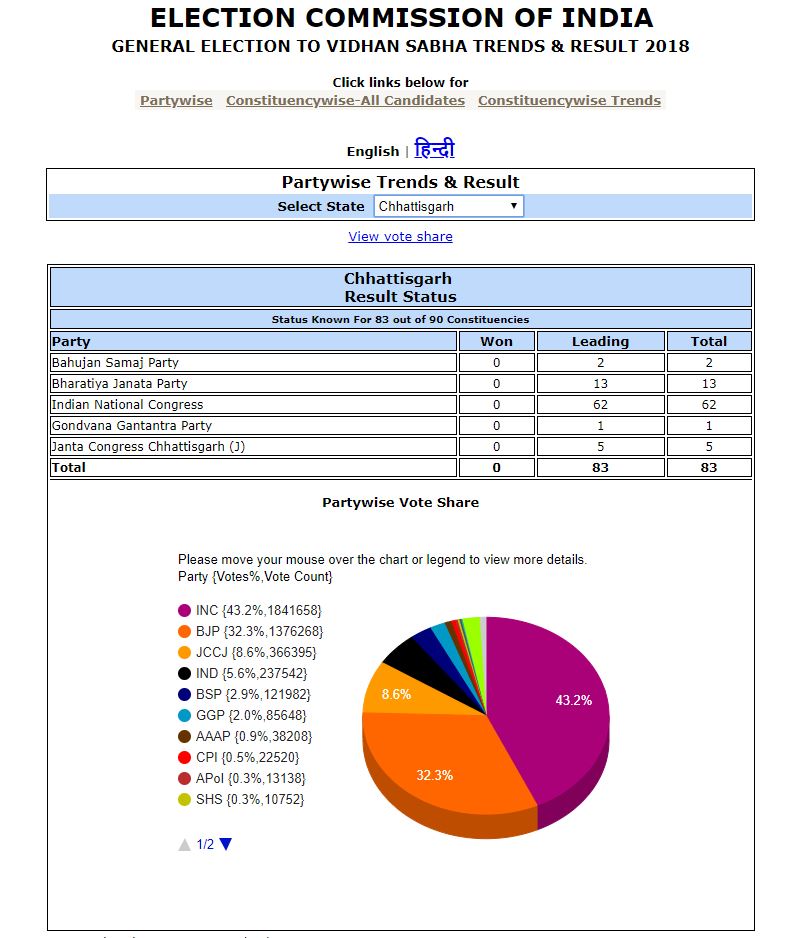 ELECTION COMMISSION OF INDIA
GENERAL ELECTION TO VIDHAN SABHA TRENDS & RESULT 2018
Click links below for
Partywise Constituencywise-All Candidates Constituencywise Trends
English | हिन्दी
Partywise Trends & Result
Select State Chhattisgarh
View vote share
Chhattisgarh
Result Status
Status Known For 83 out of 90 Constituencies
Party Won Leading Total
Bahujan Samaj Party 0 2 2
Bharatiya Janata Party 0 13 13
Indian National Congress 0 62 62
Gondvana Gantantra Party 0 1 1
Janta Congress Chhattisgarh (J) 0 5 5
Total 0 83 83
Partywise Vote Share
Please move your mouse over the chart or legend to view more details.
Party {Votes%,Vote Count}
INC {43.2%,1841658}
BJP {32.3%,1376268}
JCCJ {8.6%,366395}
IND {5.6%,237542}
BSP {2.9%,121982}
GGP {2.0%,85648}
AAAP {0.9%,38208}
CPI {0.5%,22520}
APoI {0.3%,13138}
SHS {0.3%,10752}
1/2
8.6%
43.2%
32.3%